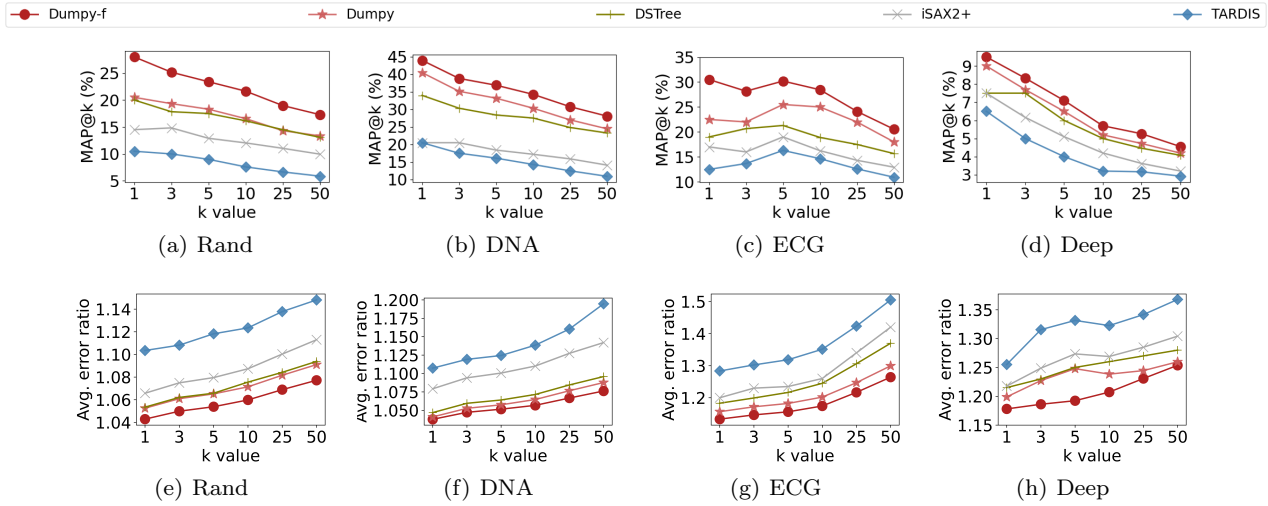 Dumpy-f Dumpy DSTree iSAX2+ TARDIS
MAP@k (%)
25
20
15
10
5
1 3 5 10 25 50
k value
(a) Rand
MAP@k (%)
45
40
35
30
25
20
15
10
1 3 5 10 25 50
k value
(b) DNA
MAP@k (%)
35
30
25
20
15
10
1 3 5 10 25 50
k value
(c) ECG
MAP@k (%)
9
8
7
6
5
4
3
1 3 5 10 25 50
k value
(d) Deep
Avg. error ratio
1.14
1.12
1.10
1.08
1.06
1.04
1 3 5 10 25 50
k value
(e) Rand
Avg. error ratio
1.200
1.175
1.150
1.125
1.100
1.075
1.050
1 3 5 10 25 50
k value
(f) DNA
Avg. error ratio
1.5
1.4
1.3
1.2
1 3 5 10 25 50
k value
(g) ECG
Avg. error ratio
1.35
1.30
1.25
1.20
1.15
1 3 5 10 25 50
k value
(h) Deep